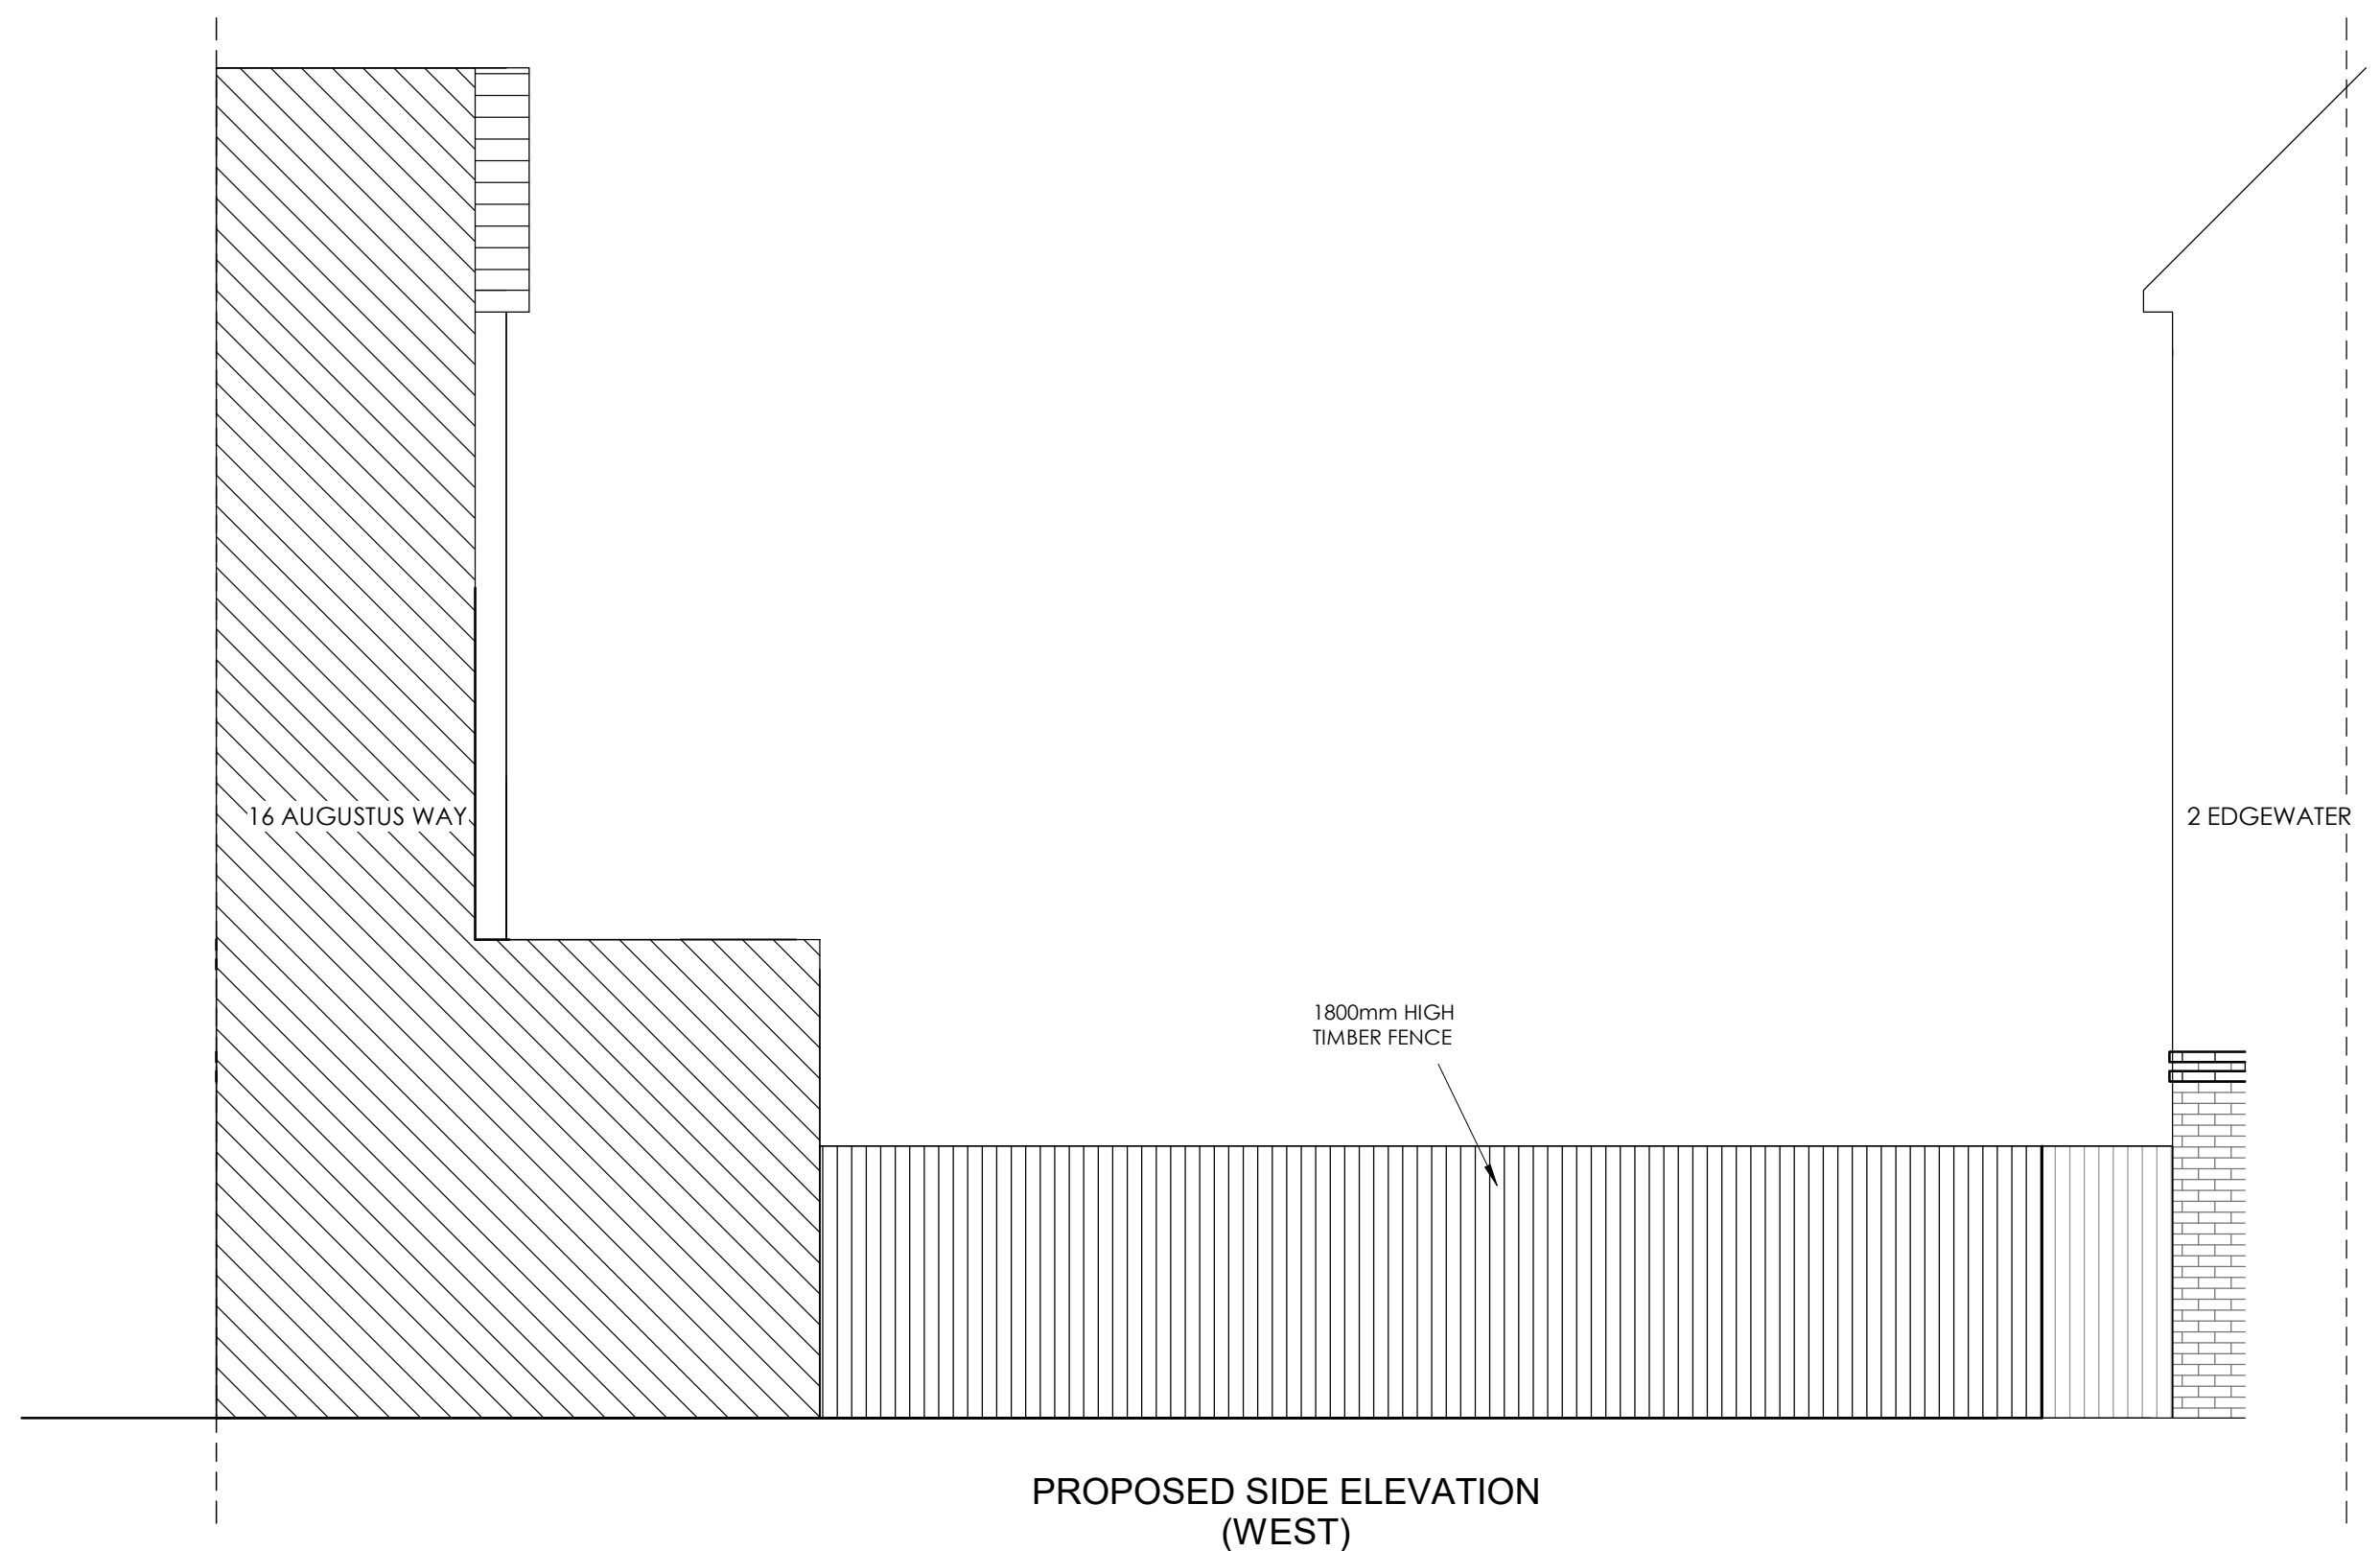 16 AUGUSTUS WAY
2 EDGEWATER
1800mm HIGH
TIMBER FENCE
PROPOSED SIDE ELEVATION
(WEST)